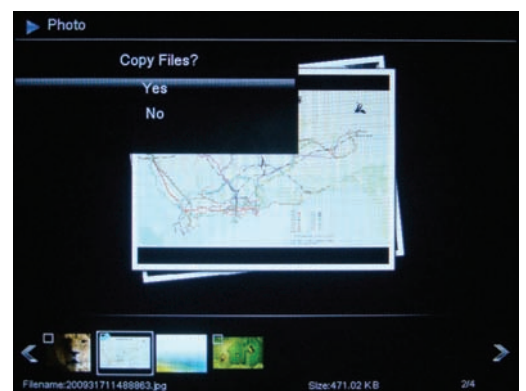 Photo
Copy Files?
Yes
No
Filename:200931711488863.jpg
Size:471.02 KB
2/4